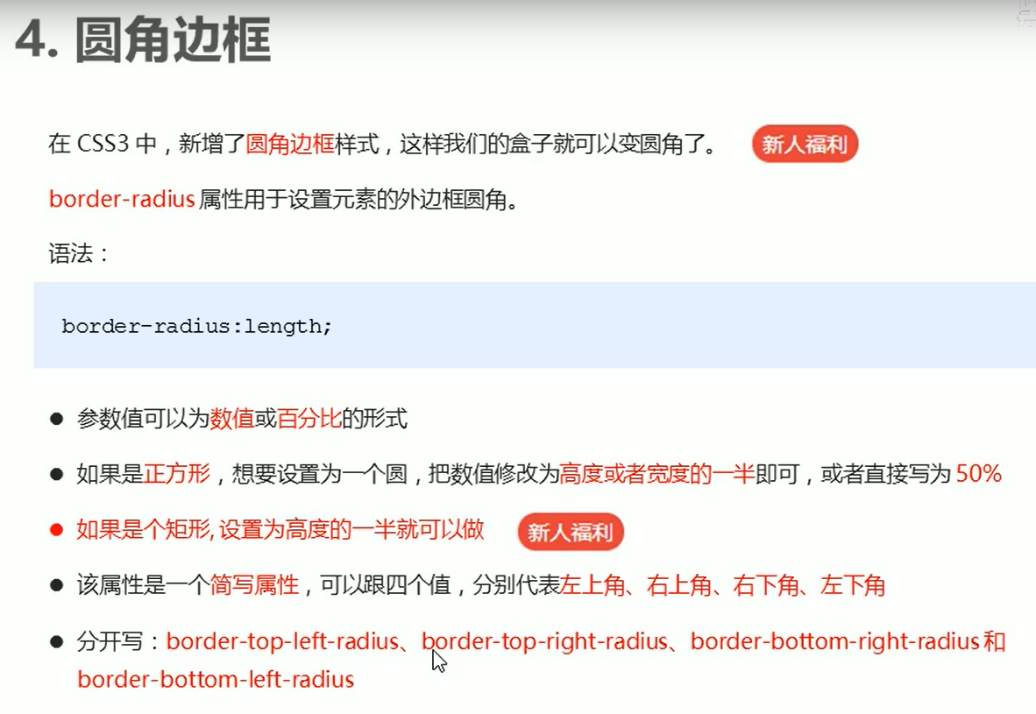 4. 圆角边框
在 CSS3 中，新增了圆角边框样式，这样我们的盒子就可以变圆角了。 新人福利
border-radius 属性用于设置元素的外边框圆角。
语法：
border-radius:length;
● 参数值可以为数值或百分比的形式
● 如果是正方形，想要设置为一个圆，把数值修改为高度或者宽度的一半即可，或者直接写为 50%
● 如果是个矩形, 设置为高度的一半就可以做 新人福利
● 该属性是一个简写属性，可以跟四个值，分别代表左上角、右上角、右下角、左下角
● 分开写：border-top-left-radius、border-top-right-radius、border-bottom-right-radius 和
border-bottom-left-radius